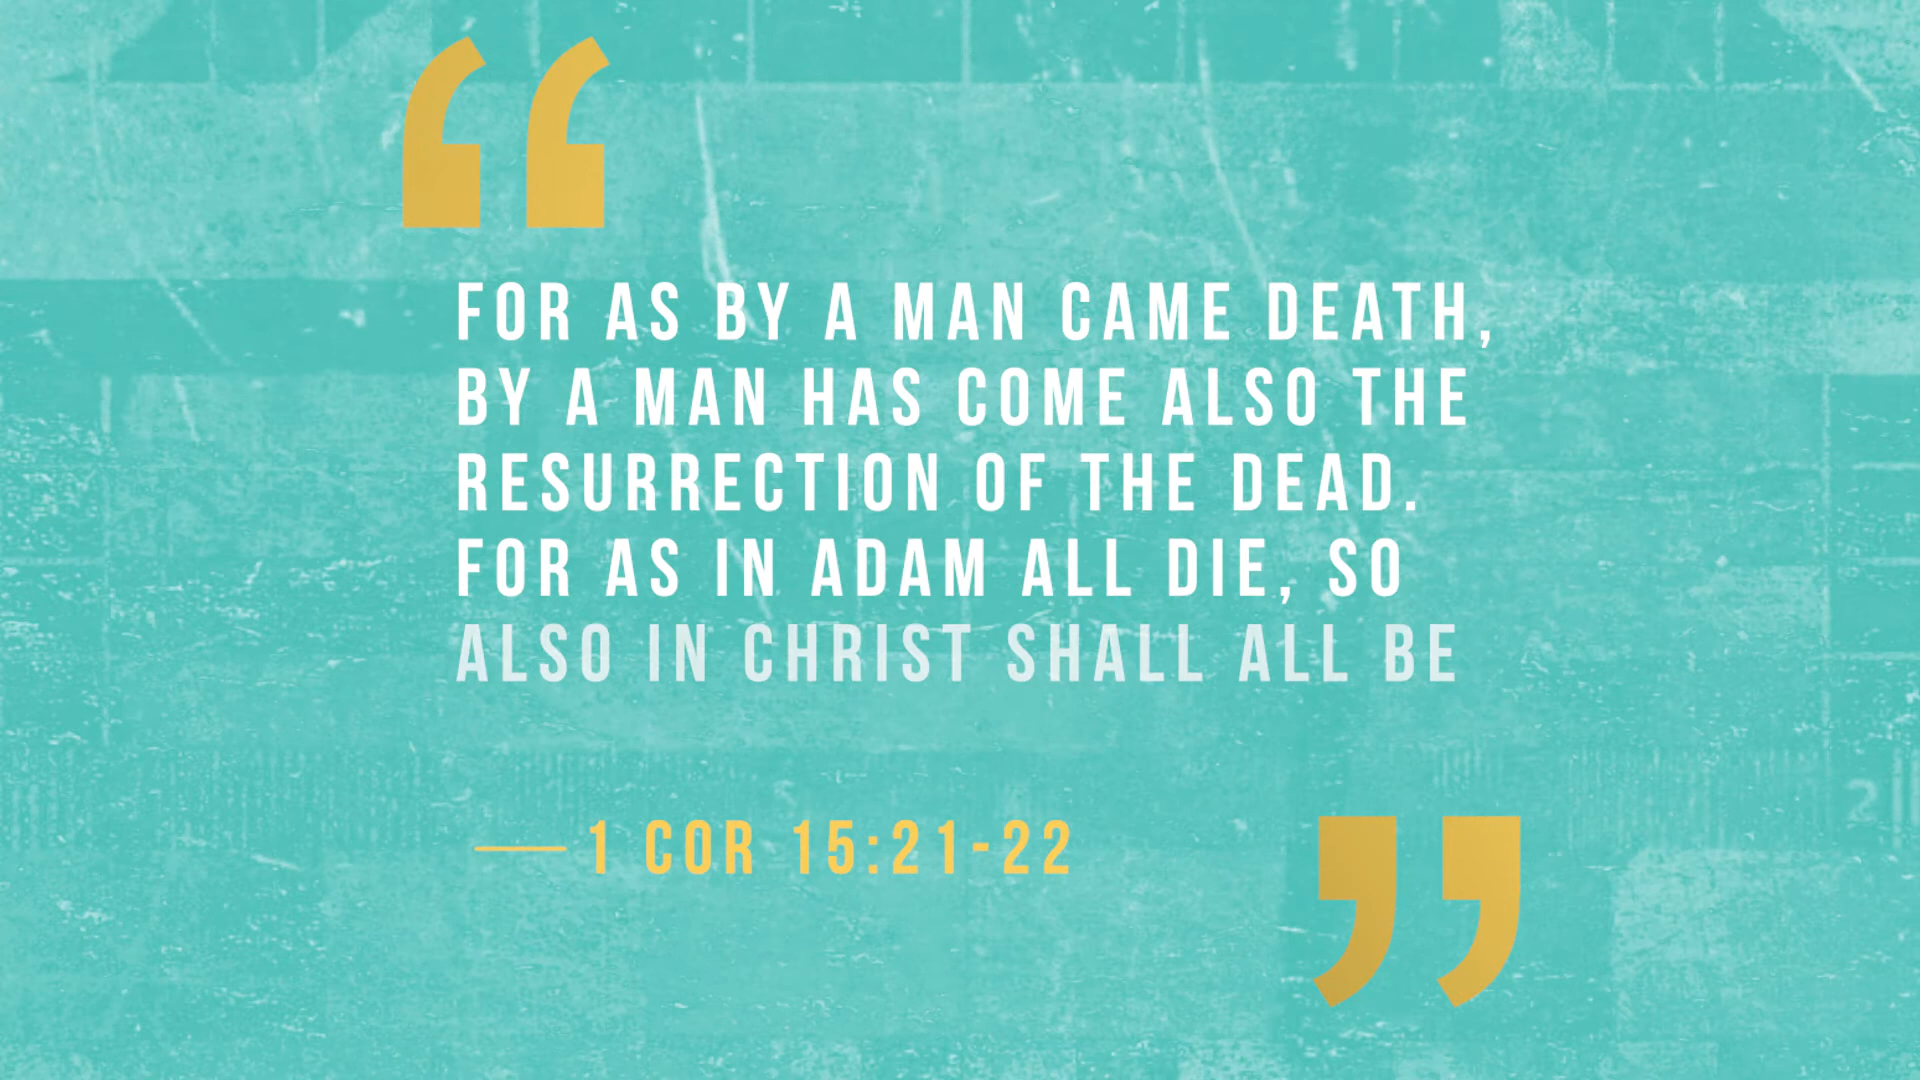 “
FOR AS BY A MAN CAME DEATH,
BY A MAN HAS COME ALSO THE
RESURRECTION OF THE DEAD.
FOR AS IN ADAM ALL DIE, SO
ALSO IN CHRIST SHALL ALL BE
— 1 COR 15:21-22
”
2